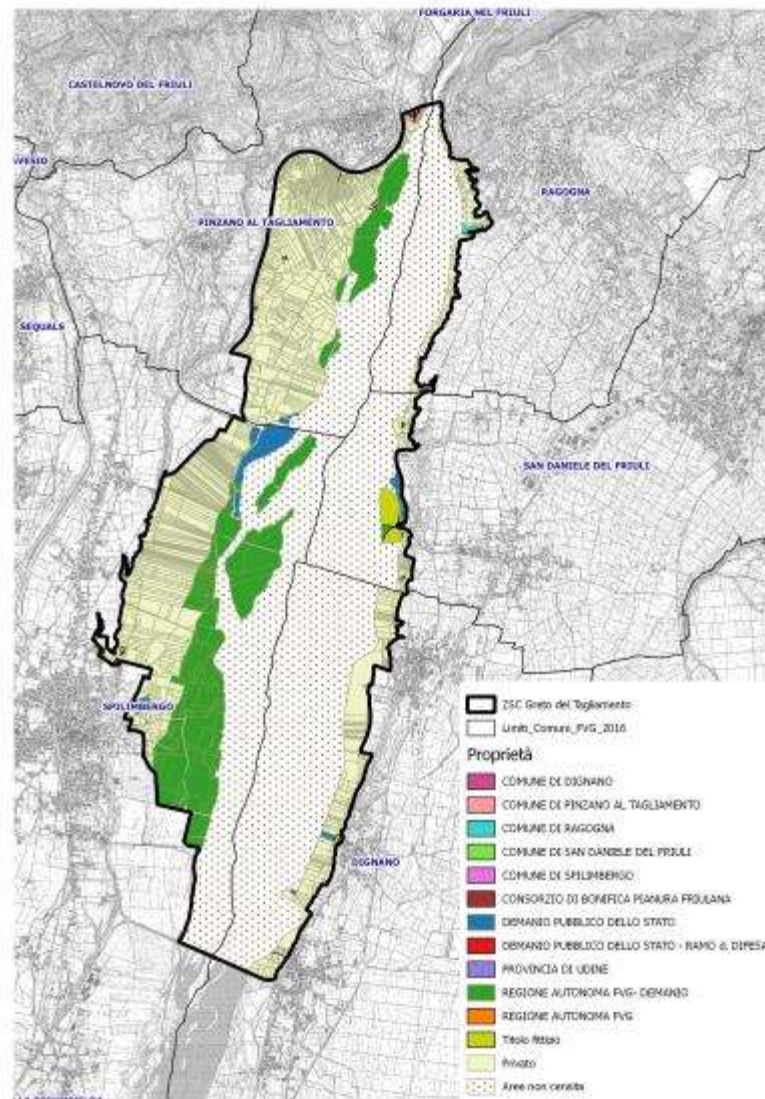 FORGARIA NEL FRIULI
CASTELNOVO DEL FRIULI
RAGOGNA
PINZANO AL TAGLIAMENTO
SEQUALS
SAN DANIELE DEL FRIULI
SPILIMBERGO
DIGNANO
ZSC Greto del Tagliamento
Limiti_Comuni_FVG_2016
Proprietà
COMUNE DI DIGNANO
COMUNE DI PINZANO AL TAGLIAMENTO
COMUNE DI RAGOGNA
COMUNE DI SAN DANIELE DEL FRIULI
COMUNE DI SPILIMBERGO
CONSORZIO DI BONIFICA PIANURA FRIULANA
DEMANIO PUBBLICO DELLO STATO
DEMANIO PUBBLICO DELLO STATO - RAMO d. DIFESA
PROVINCIA DI UDINE
REGIONE AUTONOMA FVG- DEMANIO
REGIONE AUTONOMA FVG
Titolo fittizio
Privato
Aree non censite